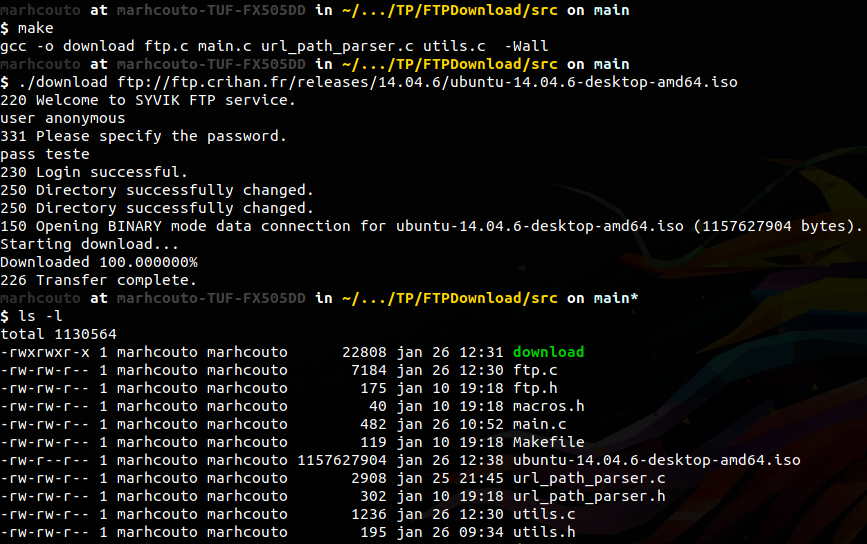 marhcouto at marhcouto-TUF-FX505DD in ~/.../TP/FTPDownload/src on main
$ make
gcc -o download ftp.c main.c url_path_parser.c utils.c  -Wall
marhcouto at marhcouto-TUF-FX505DD in ~/.../TP/FTPDownload/src on main
$ ./download ftp://ftp.crihan.fr/releases/14.04.6/ubuntu-14.04.6-desktop-amd64.iso
220 Welcome to SYVIK FTP service.
user anonymous
331 Please specify the password.
pass teste
230 Login successful.
250 Directory successfully changed.
250 Directory successfully changed.
150 Opening BINARY mode data connection for ubuntu-14.04.6-desktop-amd64.iso (1157627904 bytes).
Starting download...
Downloaded 100.000000%
226 Transfer complete.
marhcouto at marhcouto-TUF-FX505DD in ~/.../TP/FTPDownload/src on main*
$ ls -l
total 1130564
-rwxrwxr-x 1 marhcouto marhcouto      22808 jan 26 12:31 download
-rw-rw-r-- 1 marhcouto marhcouto       7184 jan 26 12:30 ftp.c
-rw-rw-r-- 1 marhcouto marhcouto        175 jan 10 19:18 ftp.h
-rw-rw-r-- 1 marhcouto marhcouto         40 jan 10 19:18 macros.h
-rw-rw-r-- 1 marhcouto marhcouto        482 jan 26 10:52 main.c
-rw-rw-r-- 1 marhcouto marhcouto        119 jan 10 19:18 Makefile
-rw-r--r-- 1 marhcouto marhcouto 1157627904 jan 26 12:38 ubuntu-14.04.6-desktop-amd64.iso
-rw-rw-r-- 1 marhcouto marhcouto       2908 jan 25 21:45 url_path_parser.c
-rw-rw-r-- 1 marhcouto marhcouto        302 jan 10 19:18 url_path_parser.h
-rw-rw-r-- 1 marhcouto marhcouto       1236 jan 26 12:30 utils.c
-rw-rw-r-- 1 marhcouto marhcouto        195 jan 26 09:34 utils.h